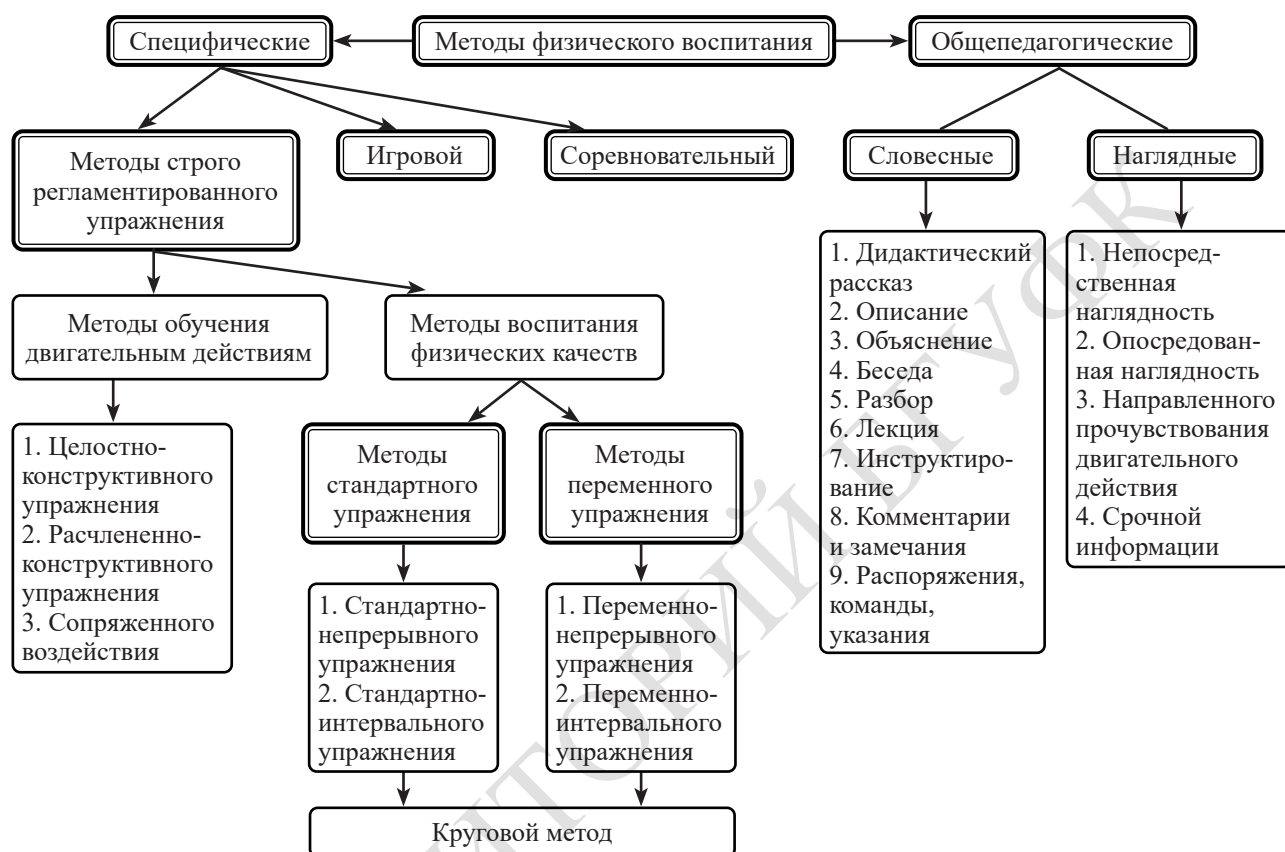 Специфические
Методы физического воспитания
Общепедагогические
Методы строго
регламентированного
упражнения
Игровой
Соревновательный
Словесные
Наглядные
Методы обучения
двигательным действиям
Методы воспитания
физических качеств
1. Целостно-
конструктивного
упражнения
2. Расчлененно-
конструктивного
упражнения
3. Сопряженного
воздействия
Методы
стандартного
упражнения
Методы
переменного
упражнения
1. Стандартно-
непрерывного
упражнения
2. Стандартно-
интервального
упражнения
1. Переменно-
непрерывного
упражнения
2. Переменно-
интервального
упражнения
Круговой метод
1. Дидактический
рассказ
2. Описание
3. Объяснение
4. Беседа
5. Разбор
6. Лекция
7. Инструктиро-
вание
8. Комментарии
и замечания
9. Распоряжения,
команды,
указания
1. Непосред-
ственная
наглядность
2. Опосредован-
ная наглядность
3. Направленного
прочувствования
двигательного
действия
4. Срочной
информации
ИТОРИЙ БГУФК